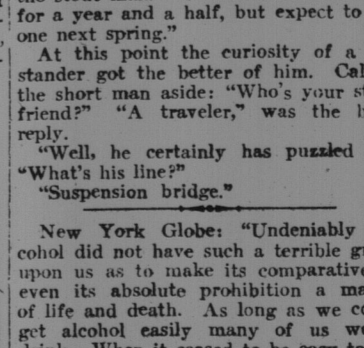 for a year and a half, but expect to
one next spring."
At this point the curiosity of a
stander got the better of him. Cal
the short man aside: "Who's your s
friend?" "A traveler," was the
reply.
"Well, he certainly has puzzled
"What's his line?"
"Suspension bridge."
New York Globe: "Undeniably
cohol did not have such a terrible g
upon us as to make its comparative
even its absolute prohibition a ma
of life and death. As long as we co
get alcohol easily many of us w